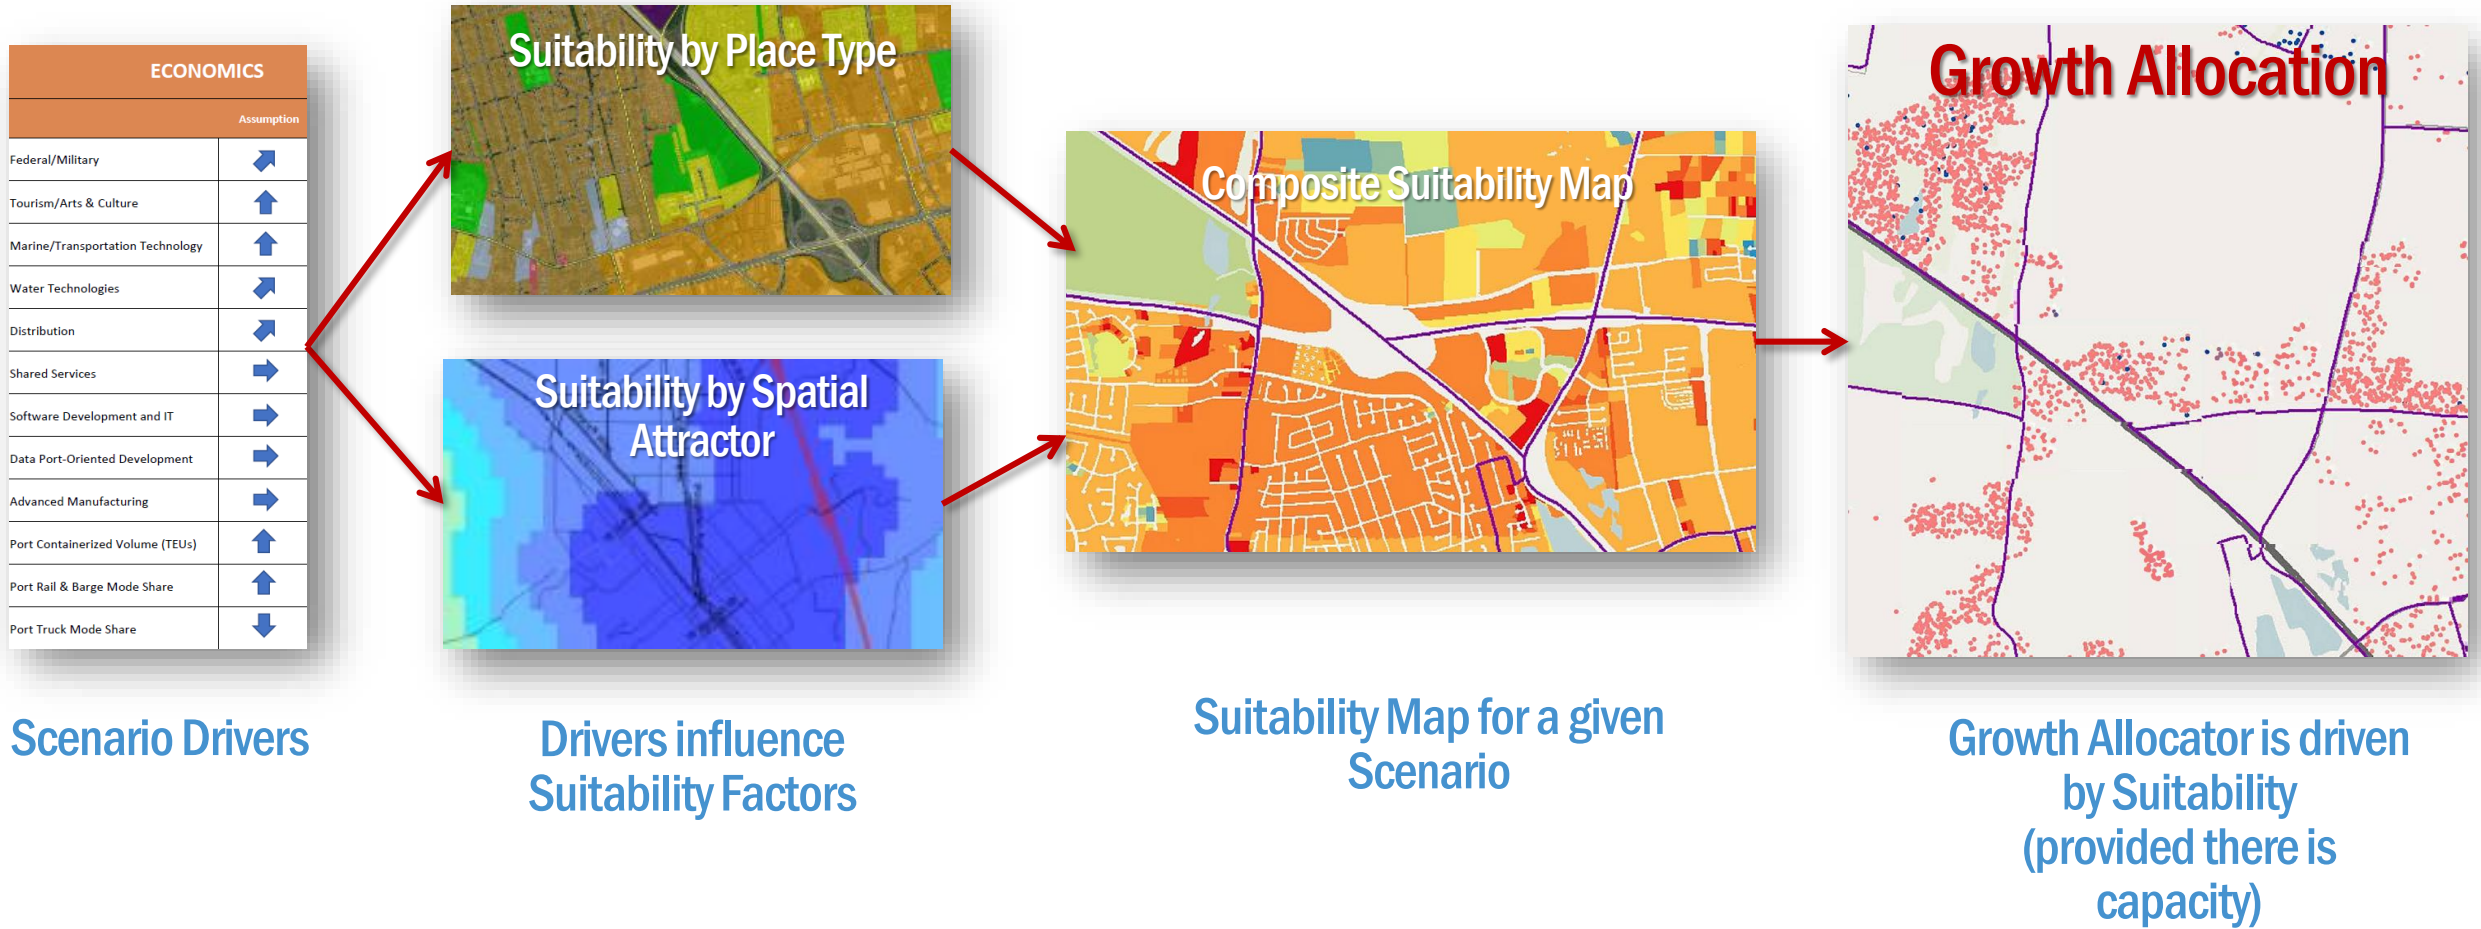 ECONOMICS
Assumption
Federal/Military
Tourism/Arts & Culture
Marine/Transportation Technology
Water Technologies
Distribution
Shared Services
Software Development and IT
Data Port-Oriented Development
Advanced Manufacturing
Port Containerized Volume (TEUs)
Port Rail & Barge Mode Share
Port Truck Mode Share
Scenario Drivers
Suitability by Place Type
Suitability by Spatial
Attractor
Drivers influence
Suitability Factors
Composite Suitability Map
Suitability Map for a given
Scenario
Growth Allocation
Growth Allocator is driven
by Suitability
(provided there is
capacity)